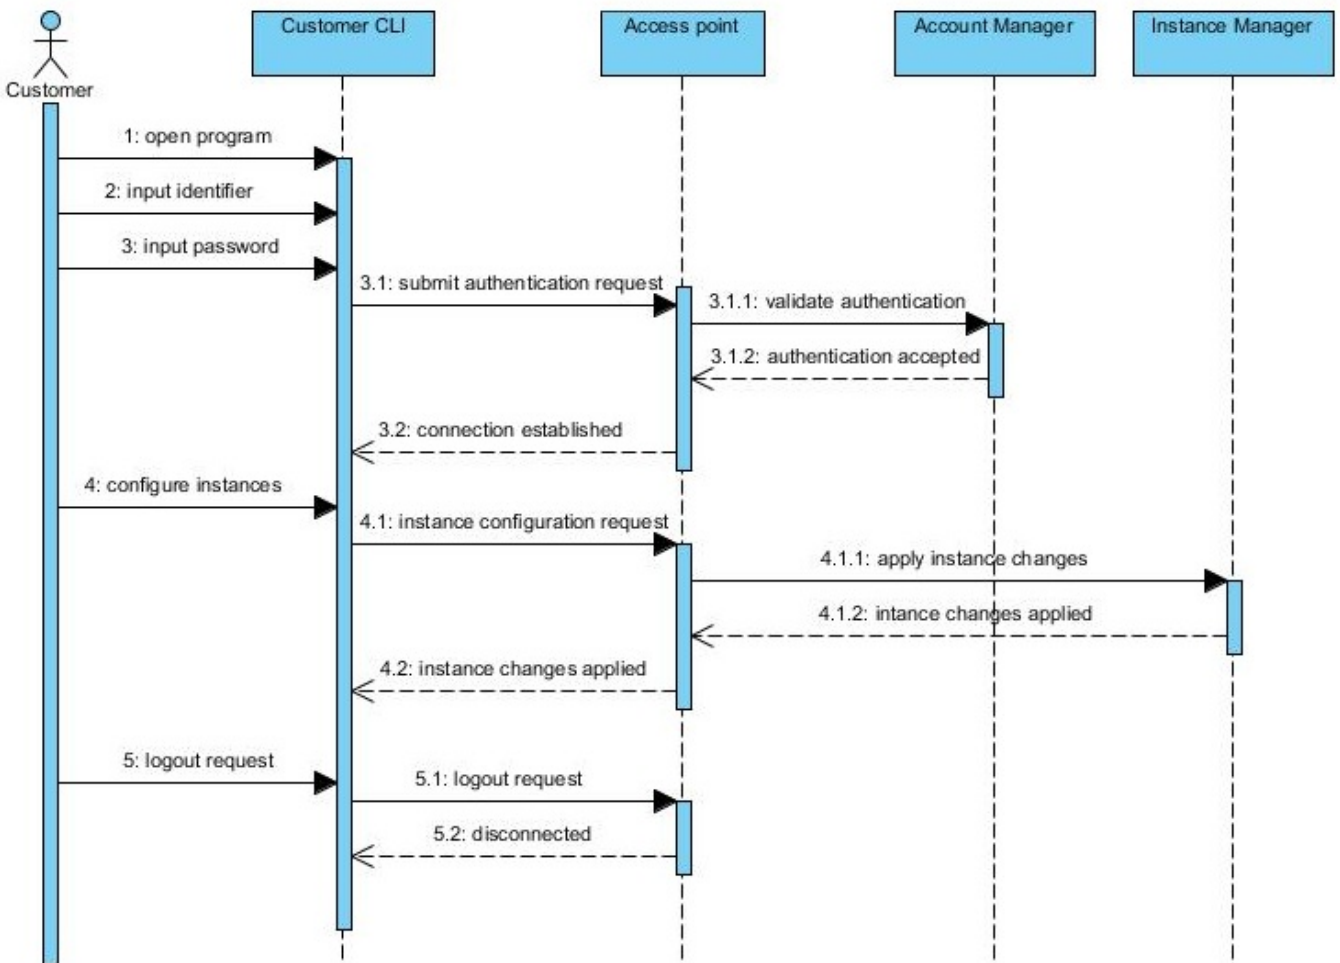 Customer CLI
Access point
Account Manager
Instance Manager
Customer
1: open program
2: input identifier
3: input password
3.1: submit authentication request
3.1.1: validate authentication
3.1.2: authentication accepted
3.2: connection established
4: configure instances
4.1: instance configuration request
4.1.1: apply instance changes
4.1.2: intance changes applied
4.2: instance changes applied
5: logout request
5.1: logout request
5.2: disconnected